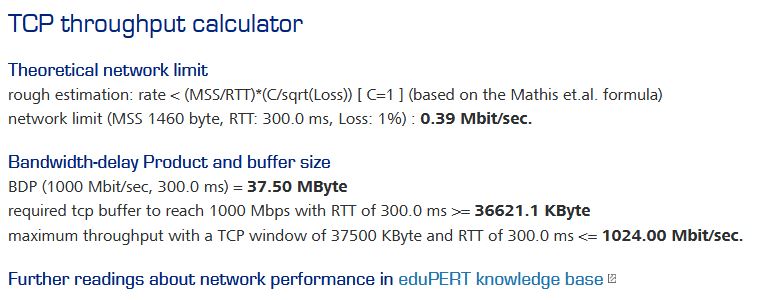 TCP throughput calculator
Theoretical network limit
rough estimation: rate < (MSS/RTT)*(C/sqrt(Loss)) [ C=1 ] (based on the Mathis et.al. formula)
network limit (MSS 1460 byte, RTT: 300.0 ms, Loss: 1%) : 0.39 Mbit/sec.
Bandwidth-delay Product and buffer size
BDP (1000 Mbit/sec, 300.0 ms) = 37.50 MByte
required tcp buffer to reach 1000 Mbps with RTT of 300.0 ms >= 36621.1 KByte
maximum throughput with a TCP window of 37500 KByte and RTT of 300.0 ms <= 1024.00 Mbit/sec.
Further readings about network performance in eduPERT knowledge base